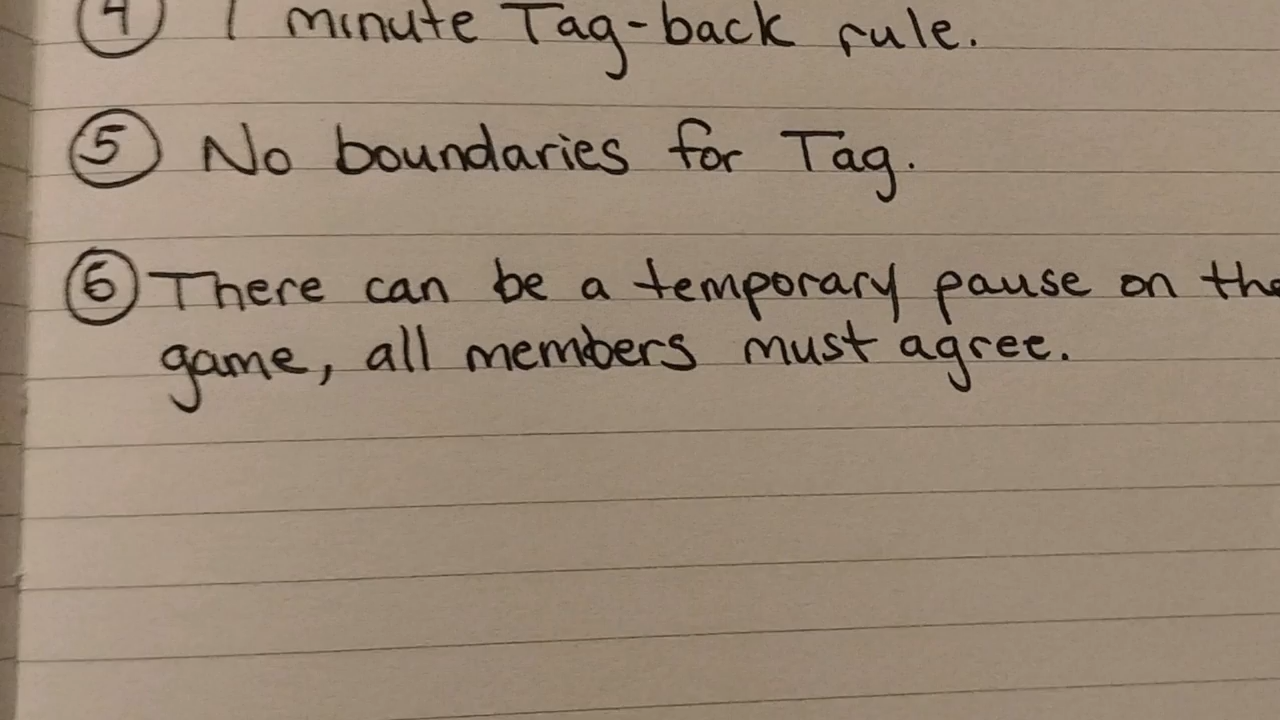 ④ 1 minute Tag-back rule.
⑤ No boundaries for Tag.
⑥ There can be a temporary pause on the
game, all members must agree.